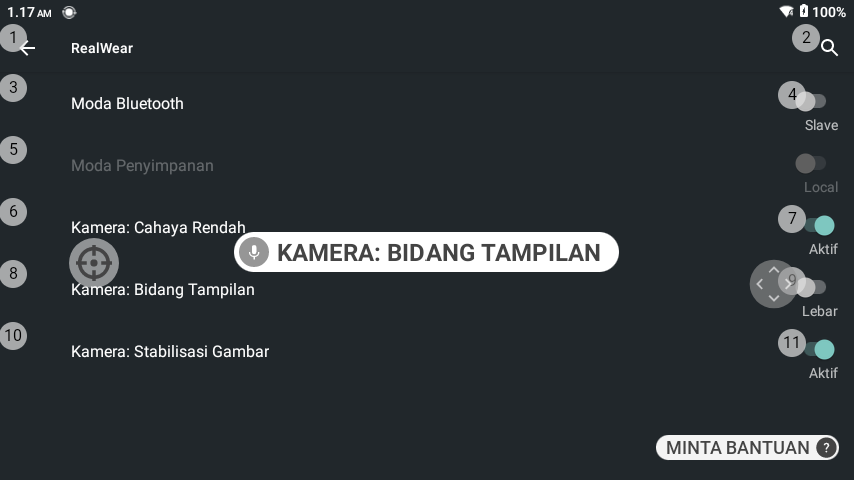 1.17 AM
100%
1
RealWear
2
3
Moda Bluetooth
4
Slave
5
Moda Penyimpanan
Local
6
Kamera: Cahaya Rendah
7
Aktif
KAMERA: BIDANG TAMPILAN
8
Kamera: Bidang Tampilan
9
Lebar
10
Kamera: Stabilisasi Gambar
11
Aktif
MINTA BANTUAN ?